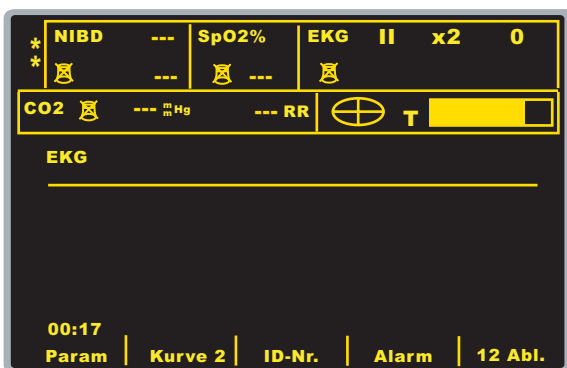 * NIBD --- SpO2% EKG II x2 0
* --- ---
CO2 --- mmHg --- RR T
EKG
00:17
Param Kurve 2 ID-Nr. Alarm 12 Abl.